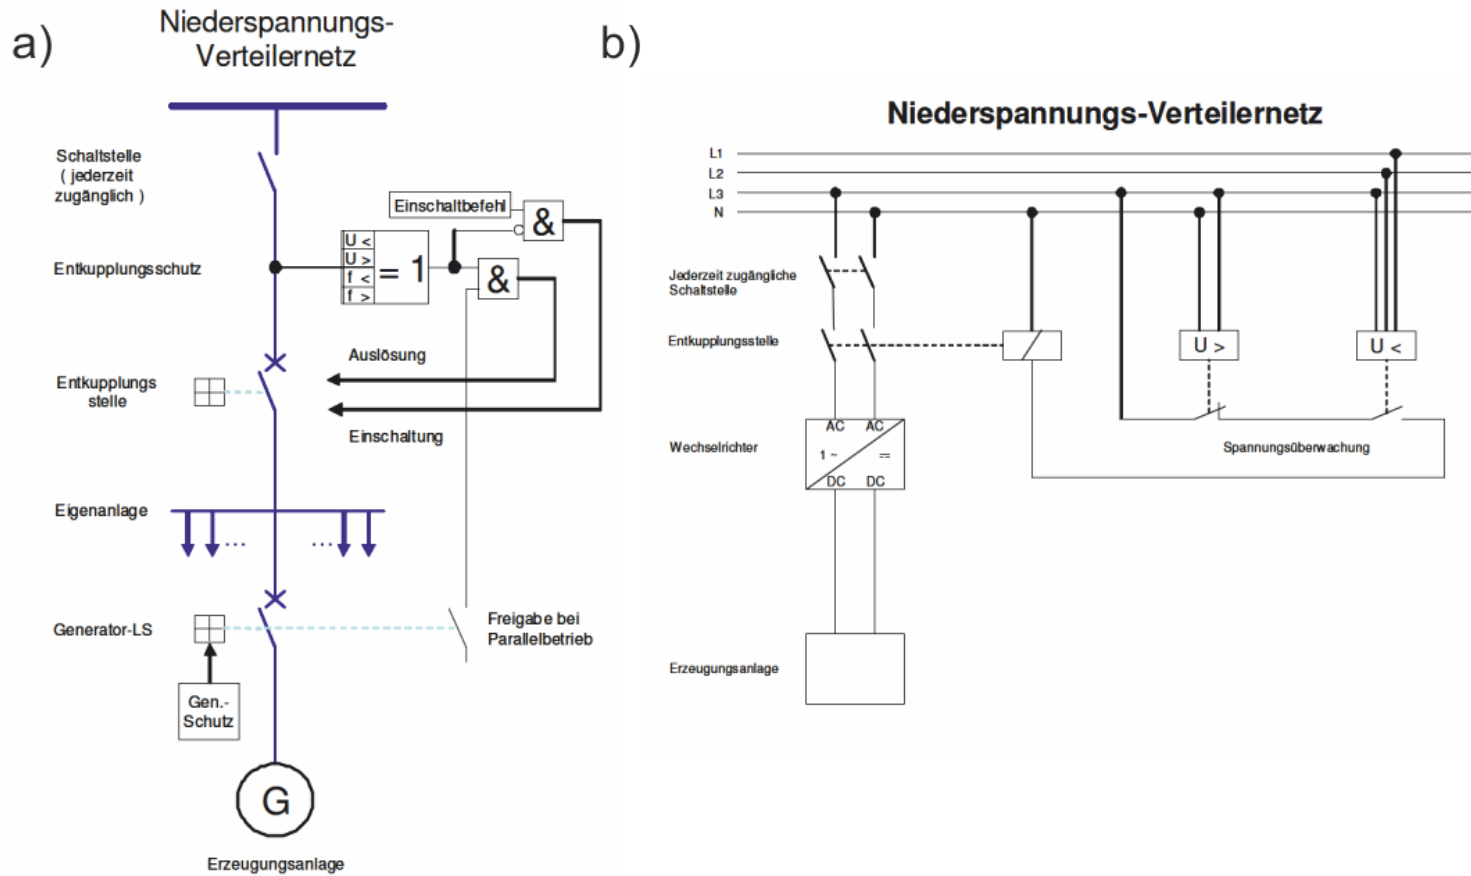 a)
Niederspannungs-
Verteilernetz
Schaltstelle
( jederzeit
zugänglich )
Einschaltbefehl
&
U <
U >
f <
f >
= 1
&
Entkupplungsschutz
Auslösung
Entkupplungs
stelle
Einschaltung
Eigenanlage
... ...
Generator-LS
Freigabe bei
Parallelbetrieb
Gen.-
Schutz
G
Erzeugungsanlage
b)
Niederspannungs-Verteilernetz
L1
L2
L3
N
Jederzeit zugängliche
Schaltstelle
Entkupplungsstelle
U >
U <
Wechselrichter
AC AC
1 ~ =
DC DC
Spannungsüberwachung
Erzeugungsanlage